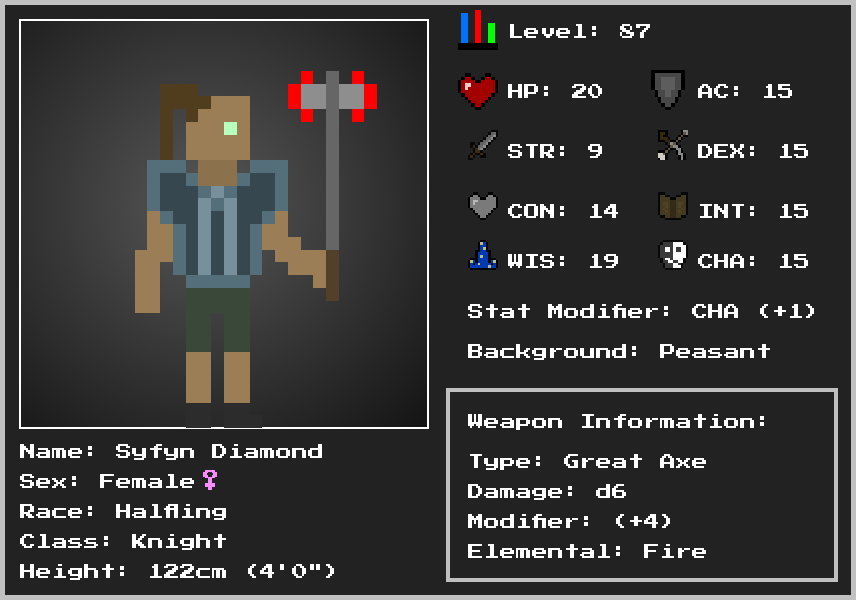 Level: 87
HP: 20
AC: 15
STR: 9
DEX: 15
CON: 14
INT: 15
WIS: 19
CHA: 15
Stat Modifier: CHA (+1)
Background: Peasant
Weapon Information:
Type: Great Axe
Damage: d6
Modifier: (+4)
Elemental: Fire
Name: Syfyn Diamond
Sex: Female♀
Race: Halfling
Class: Knight
Height: 122cm (4'0")